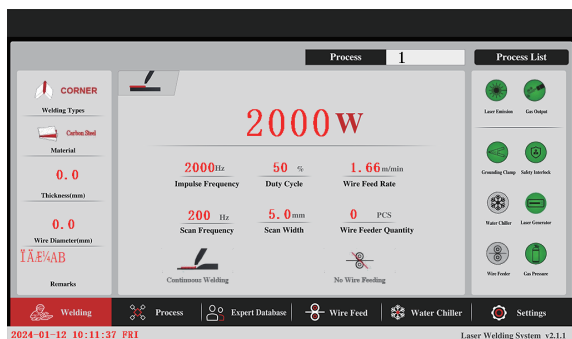 Process 1 Process List
CORNER
Welding Types
Carbon Steel
Material
0.0
Thickness(mm)
0.0
Wire Diameter(mm)
ÏÄÆ¼AB
Remarks
2000W
2000Hz 50 % 1.66m/min
Impulse Frequency Duty Cycle Wire Feed Rate
200 Hz 5.0mm 0 PCS
Scan Frequency Scan Width Wire Feeder Quantity
Continuous Welding No Wire Feeding
Laser Emission Gas Output
Grounding Clamp Safety Interlock
Water Chiller Laser Generator
Wire Feeder Gas Pressure
Welding Process Expert Database Wire Feed Water Chiller Settings
2024-01-12 10:11:37 FRI Laser Welding System v2.1.1